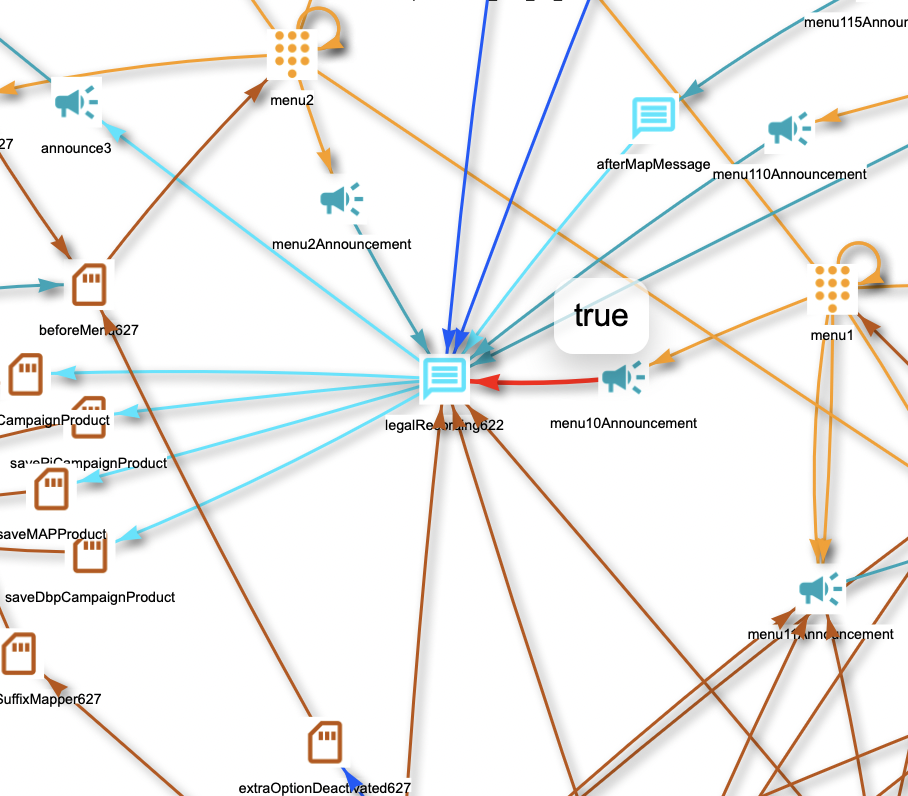 menu115Announ
menu2
27
announce3
afterMapMessage
menu110Announcement
menu2Announcement
beforeMenu627
true
menu1
CampaignProduct
legalRecording622
menu10Announcement
savePiCampaignProduct
saveMAPProduct
saveDbpCampaignProduct
menu11Announcement
SuffixMapper627
extraOptionDeactivated627